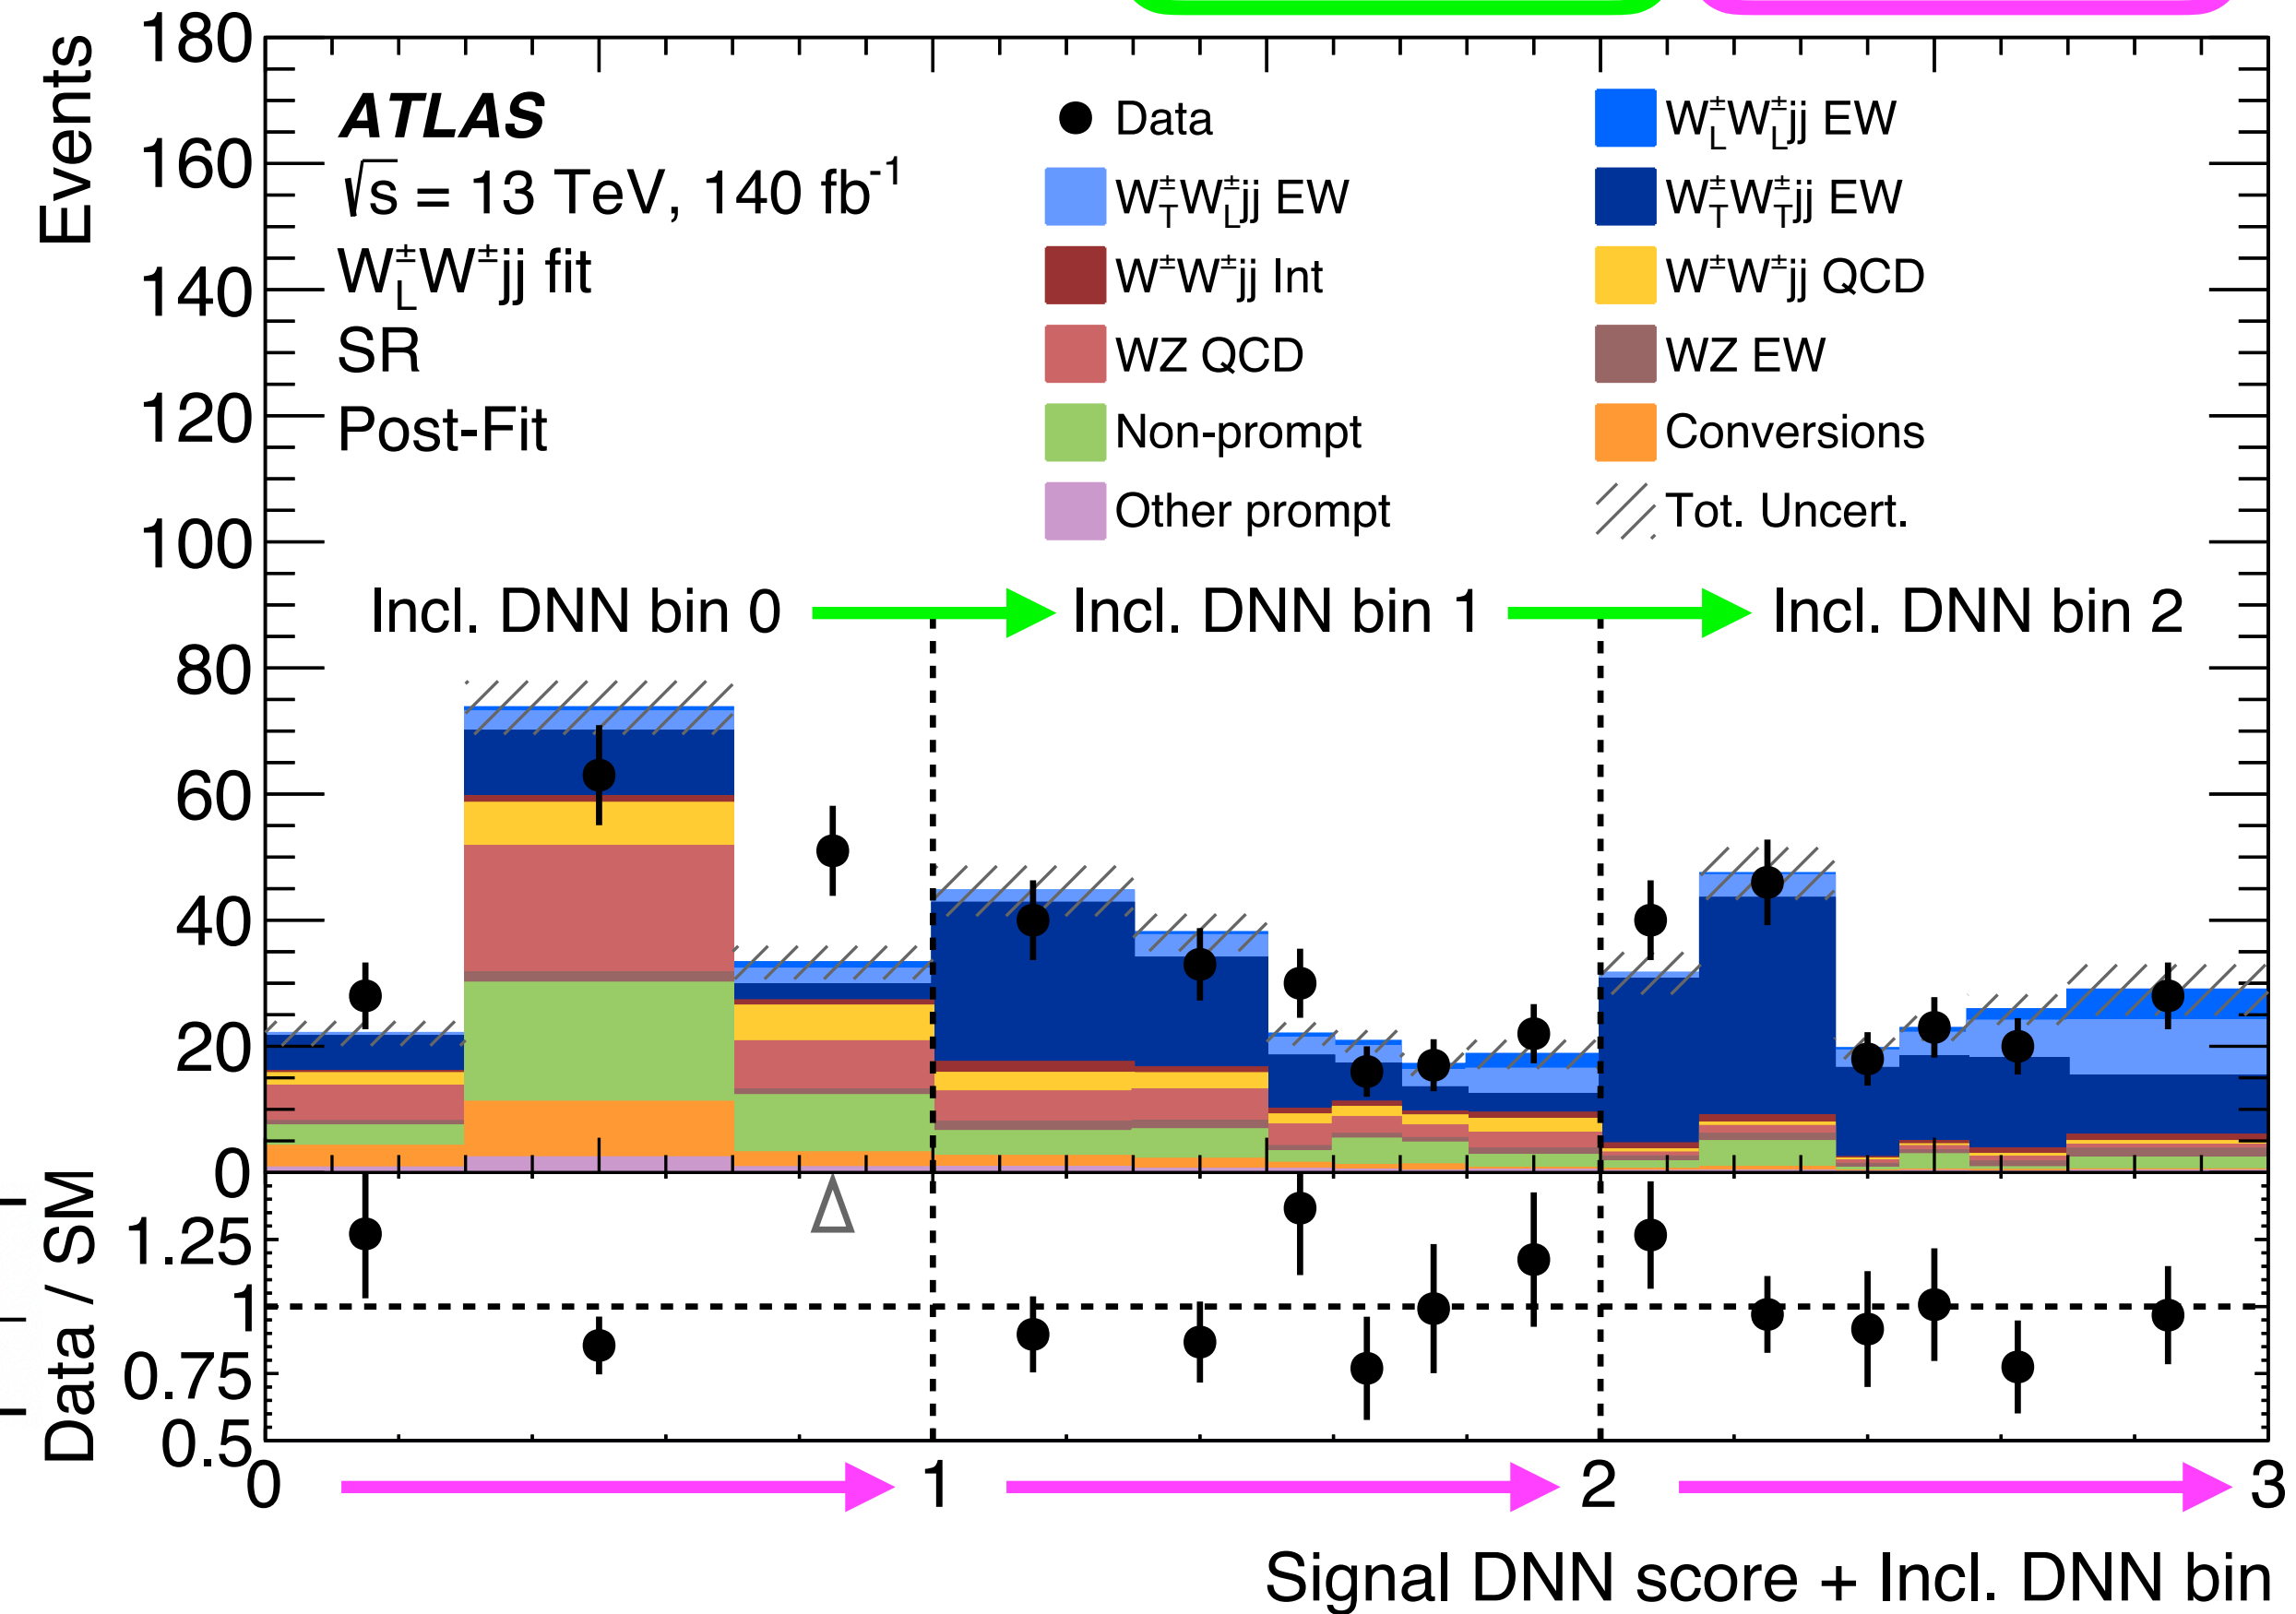 Events
180
160
140
120
100
80
60
40
20
0
ATLAS
√s = 13 TeV, 140 fb⁻¹
W±LW±jj fit
SR
Post-Fit
Data
W±LW±Ljj EW
W±TW±Ljj EW
W±TW±Tjj EW
W±W±jj Int
W±W±jj QCD
WZ QCD
WZ EW
Non-prompt
Conversions
Other prompt
Tot. Uncert.
Incl. DNN bin 0
Incl. DNN bin 1
Incl. DNN bin 2
Data / SM
1.25
1
0.75
0.5
0
1
2
3
Signal DNN score + Incl. DNN bin